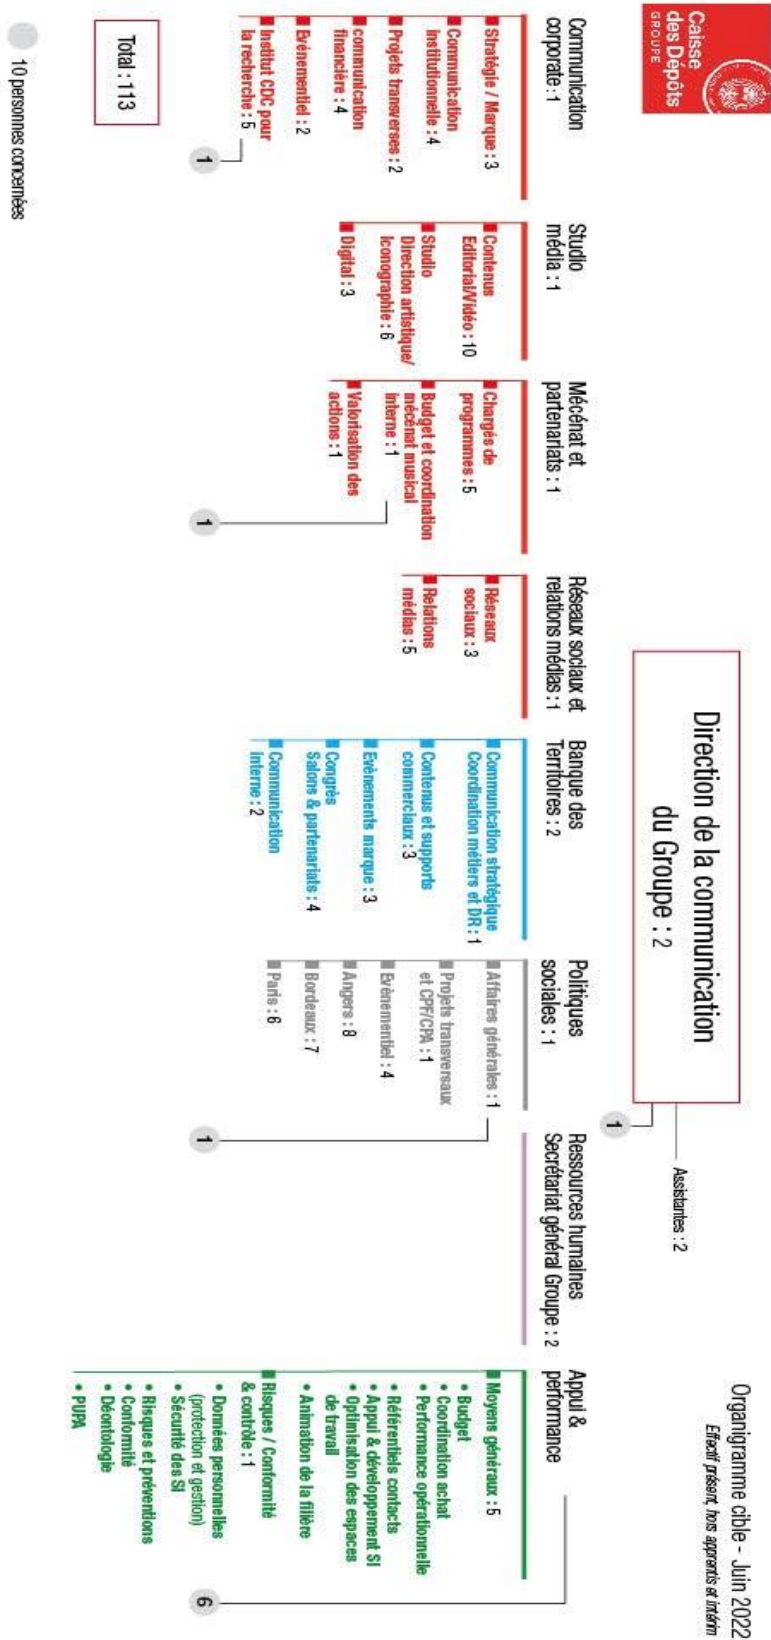 Caisse
des Dépôts
GROUPE
Organigramme cible - Juin 2022
Effectif présent, hors apprentis et intérim
Direction de la communication
du Groupe : 2
Assistantes : 2
1
Communication
corporate : 1
Stratégie / Marque : 3
Communication
institutionnelle : 4
Projets transverses : 2
communication
financière : 4
Evènementiel : 2
Institut CDC pour
la recherche : 5
1
Studio
média : 1
Contenus
Editorial/Vidéo : 10
Studio
Direction artistique/
Iconographie : 6
Digital : 3
Mécénat et
partenariats : 1
Chargés de
programmes : 5
Budget et coordination
mécénat musical
interne : 1
Valorisation des
actions : 1
1
Réseaux sociaux et
relations médias : 1
Réseaux
sociaux : 3
Relations
médias : 5
Banque des
Territoires : 2
Communication stratégique
Coordination métiers et DR : 1
Contenus et supports
commerciaux : 3
Evènements marque : 3
Congrès
Salons & partenariats : 4
Communication
interne : 2
Politiques
sociales : 1
Affaires générales : 1
Projets transversaux
et CPF/CPA : 1
Evènementiel : 4
Angers : 8
Bordeaux : 7
Paris : 6
1
Ressources humaines
Secrétariat général Groupe : 2
Appui &
performance
Moyens généraux : 5
• Budget
• Coordination achat
• Performance opérationnelle
• Référentiels contacts
• Appui & développement SI
• Optimisation des espaces
de travail
• Animation de la filière
Risques / Conformité
& contrôle : 1
• Données personnelles
(protection et gestion)
• Sécurité des SI
• Risques et préventions
• Conformité
• Déontologie
• PUPA
6
Total : 113
10 personnes concernées